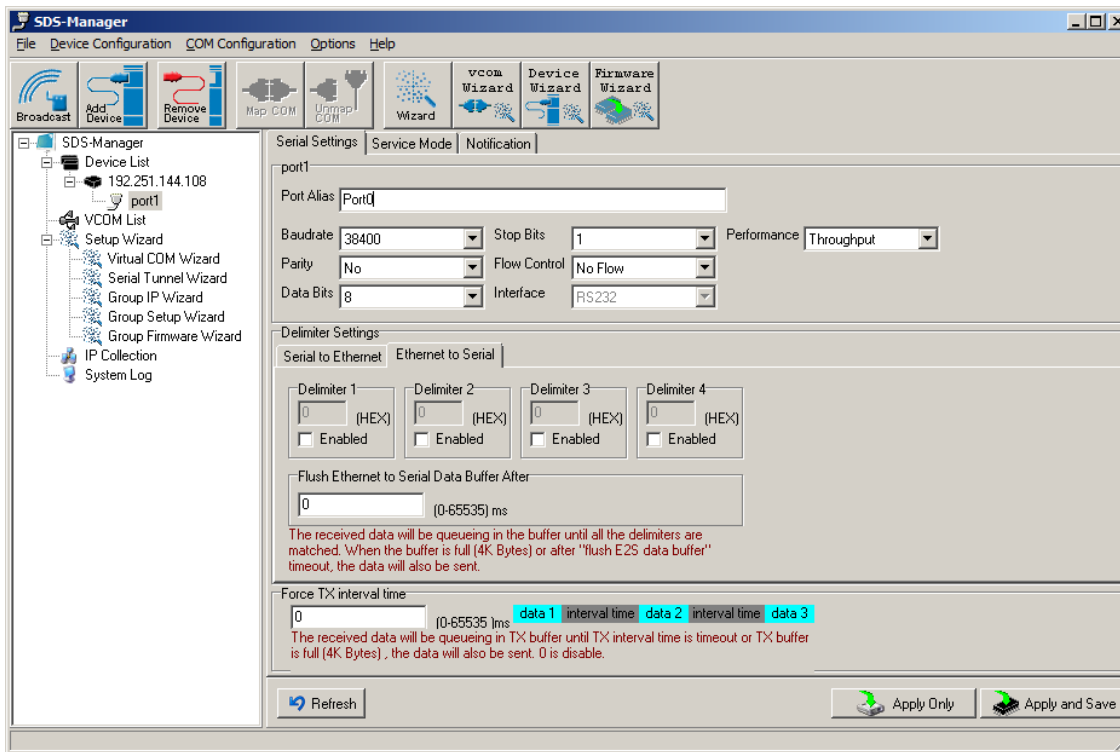 SDS-Manager
File Device Configuration COM Configuration Options Help
Broadcast
Add Device
Remove Device
Map COM
Unmap COM
Wizard
vcom Wizard
Device Wizard
Firmware Wizard
SDS-Manager
Device List
192.251.144.108
port1
VCOM List
Setup Wizard
Virtual COM Wizard
Serial Tunnel Wizard
Group IP Wizard
Group Setup Wizard
Group Firmware Wizard
IP Collection
System Log
Serial Settings Service Mode Notification
port1
Port Alias Port0
Baudrate 38400 Stop Bits 1 Performance Throughput
Parity No Flow Control No Flow
Data Bits 8 Interface RS232
Delimiter Settings
Serial to Ethernet Ethernet to Serial
Delimiter 1 Delimiter 2 Delimiter 3 Delimiter 4
0 (HEX) 0 (HEX) 0 (HEX) 0 (HEX)
Enabled Enabled Enabled Enabled
Flush Ethernet to Serial Data Buffer After
0 (0-65535) ms
The received data will be queueing in the buffer until all the delimiters are
matched. When the buffer is full (4K Bytes) or after "flush E2S data buffer"
timeout, the data will also be sent.
Force TX interval time
0 (0-65535 )ms data 1 interval time data 2 interval time data 3
The received data will be queueing in TX buffer until TX interval time is timeout or TX buffer
is full (4K Bytes) , the data will also be sent. 0 is disable.
Refresh Apply Only Apply and Save